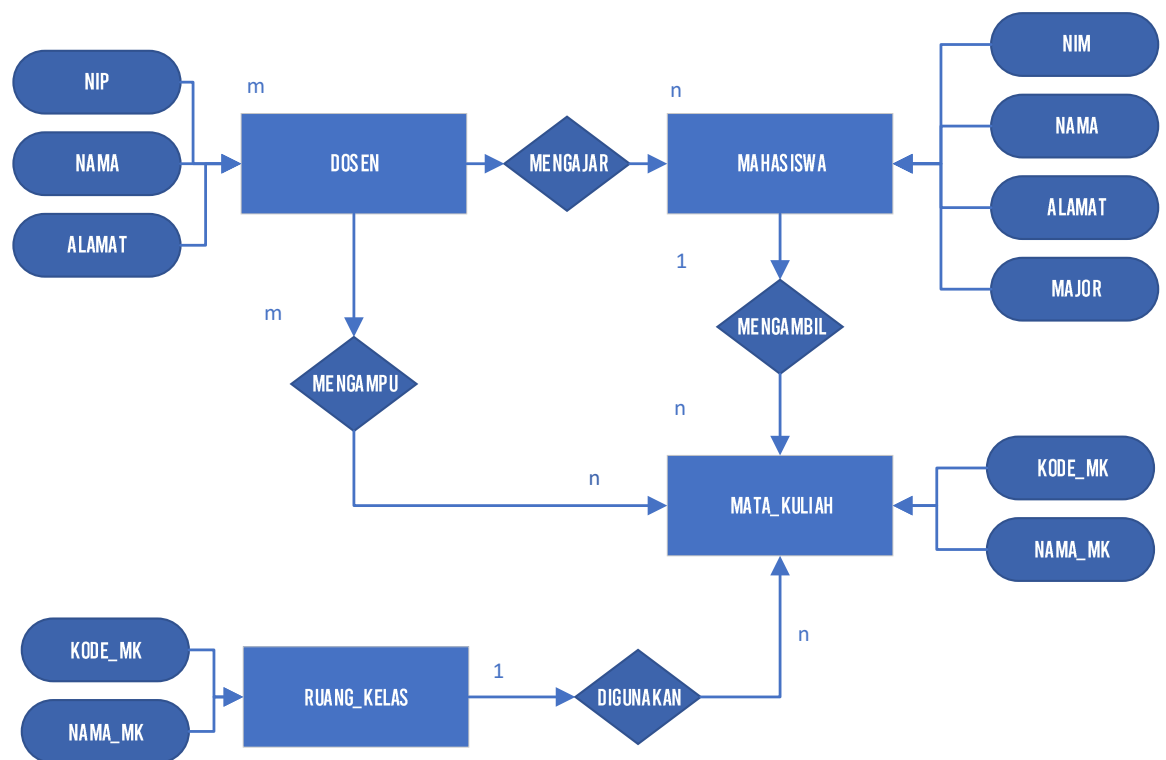 NIM
NIP
m
n
NAMA
NAMA
DOSEN
MENGAJAR
MAHASISWA
ALAMAT
ALAMAT
1
MAJOR
m
MENGAMBIL
MENGAMPU
n
KODE_MK
n
MATA_KULIAH
NAMA_MK
KODE_MK
n
1
RUANG_KELAS
DIGUNAKAN
NAMA_MK